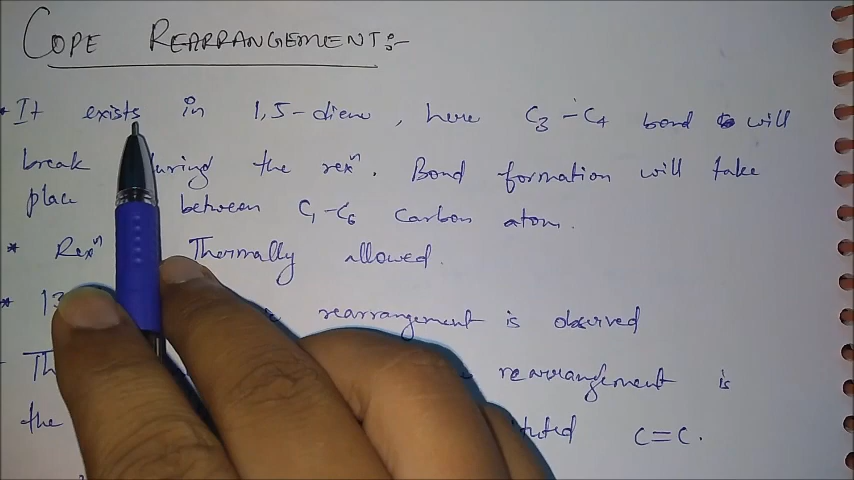 COPE REARRANGEMENT:-
* It exists in 1,5-diene, here C3-C4 bond will
break during the rexn. Bond formation will take
place between C1-C6 carbon atom.
* Rexn Thermally allowed.
* rearrangement is observed
rearrangement is
the C=C.